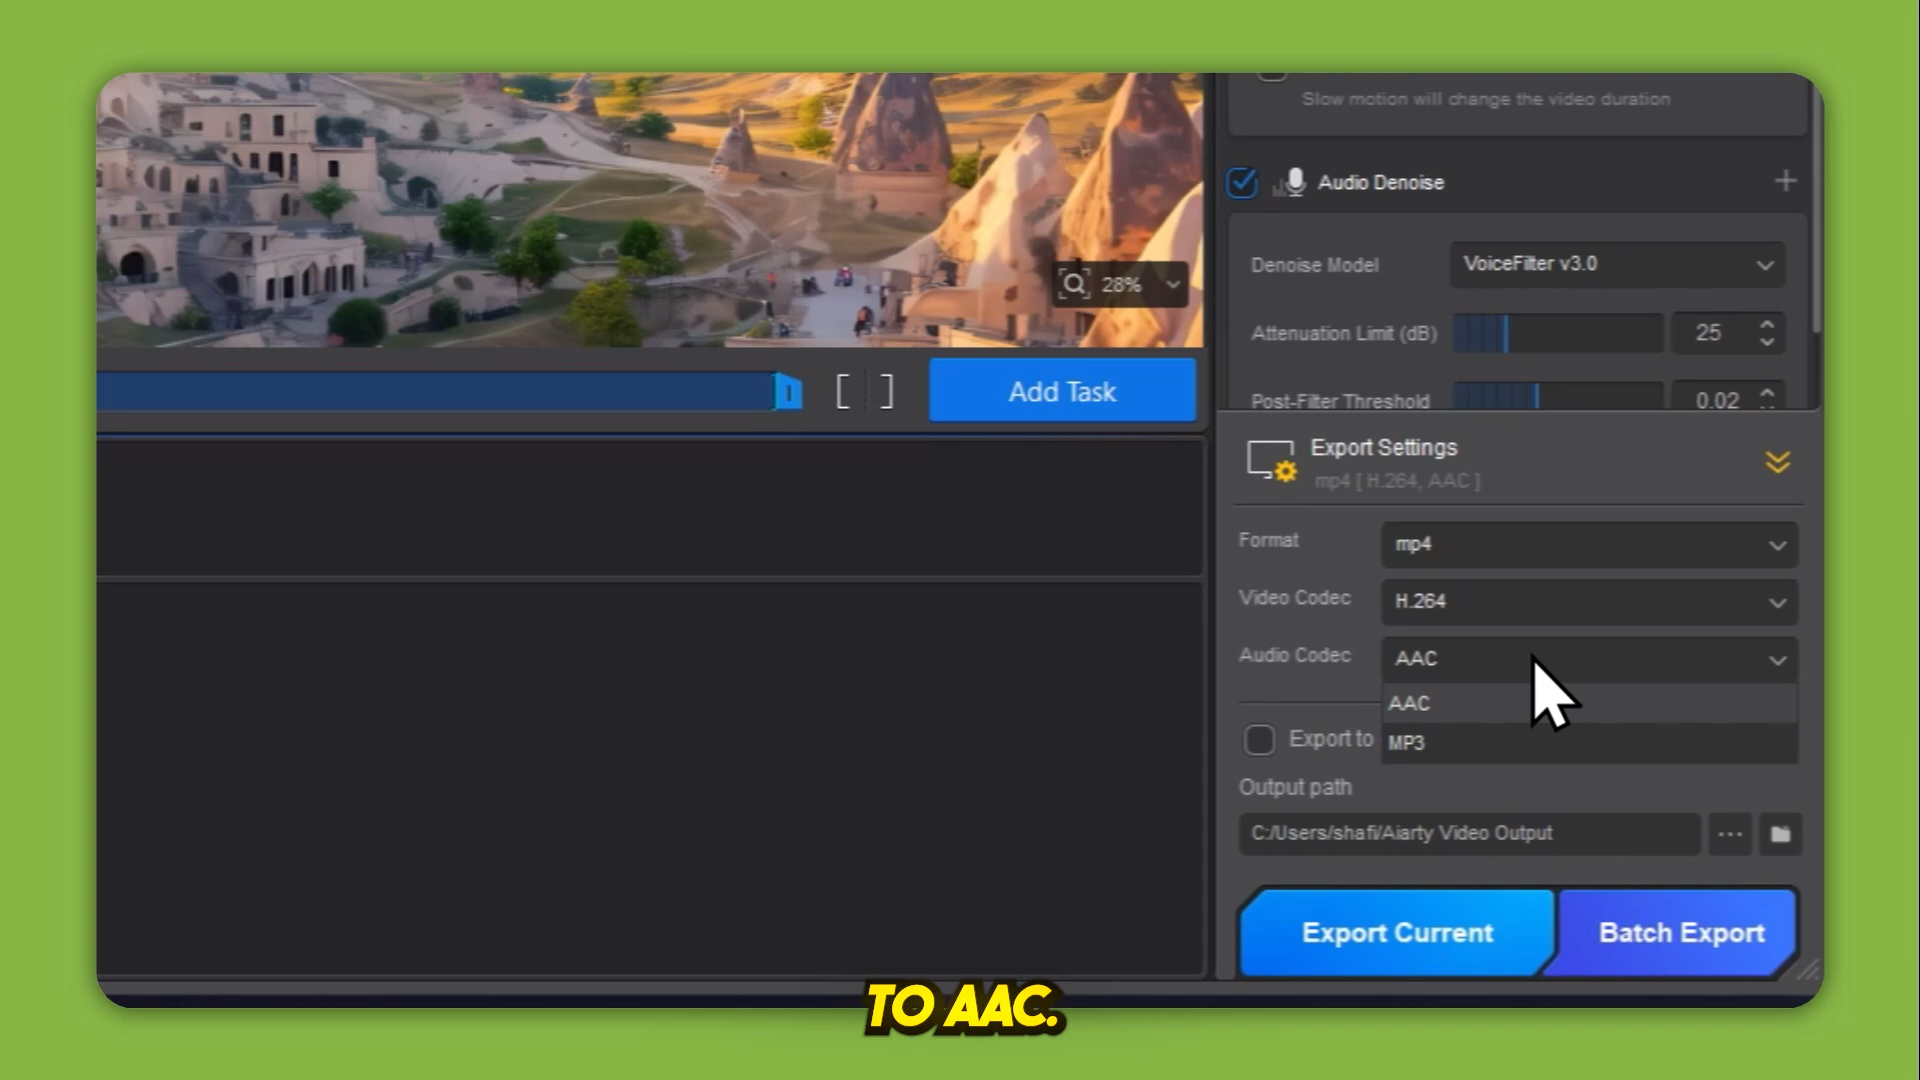 Slow motion will change the video duration
Audio Denoise
Denoise Model
VoiceFilter v3.0
28%
Attenuation Limit (dB)
25
Add Task
Post-Filter Threshold
0.02
Export Settings
mp4 [ H.264, AAC ]
Format
mp4
Video Codec
H.264
Audio Codec
AAC
AAC
Export to
MP3
Output path
C:/Users/shafi/Aiarty Video Output
...
Export Current
Batch Export
TO AAC.